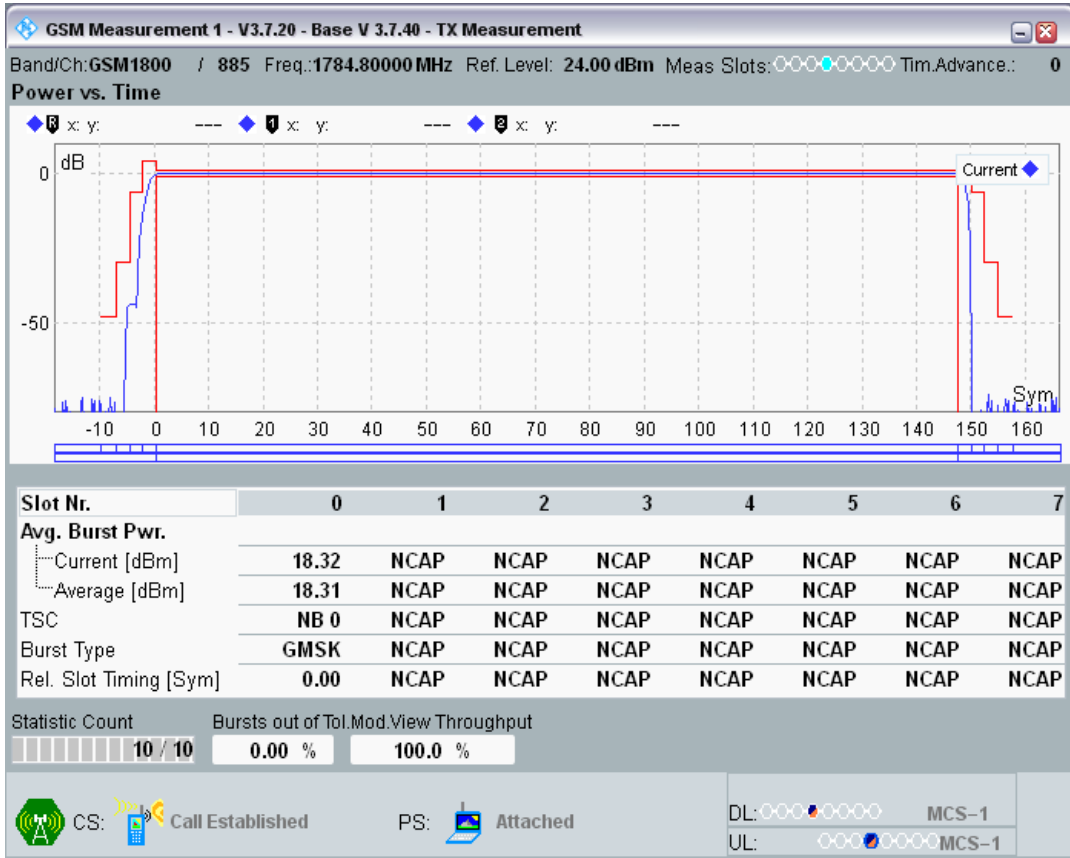 GSM Measurement 1 - V3.7.20 - Base V 3.7.40 - TX Measurement
Band/Ch:GSM1800 / 885 Freq.:1784.80000 MHz Ref. Level: 24.00 dBm Meas Slots: Tim.Advance.: 0
Power vs. Time
R x: y: --- 1 x: y: --- 2 x: y: ---
dB
0
Current
-50
Sym
-10 0 10 20 30 40 50 60 70 80 90 100 110 120 130 140 150 160
Slot Nr. 0 1 2 3 4 5 6 7
Avg. Burst Pwr.
Current [dBm] 18.32 NCAP NCAP NCAP NCAP NCAP NCAP NCAP
Average [dBm] 18.31 NCAP NCAP NCAP NCAP NCAP NCAP NCAP
TSC NB 0 NCAP NCAP NCAP NCAP NCAP NCAP NCAP
Burst Type GMSK NCAP NCAP NCAP NCAP NCAP NCAP NCAP
Rel. Slot Timing [Sym] 0.00 NCAP NCAP NCAP NCAP NCAP NCAP NCAP
Statistic Count Bursts out of Tol.Mod.View Throughput
10 / 10 0.00 % 100.0 %
CS: Call Established PS: Attached
DL: MCS-1
UL: MCS-1